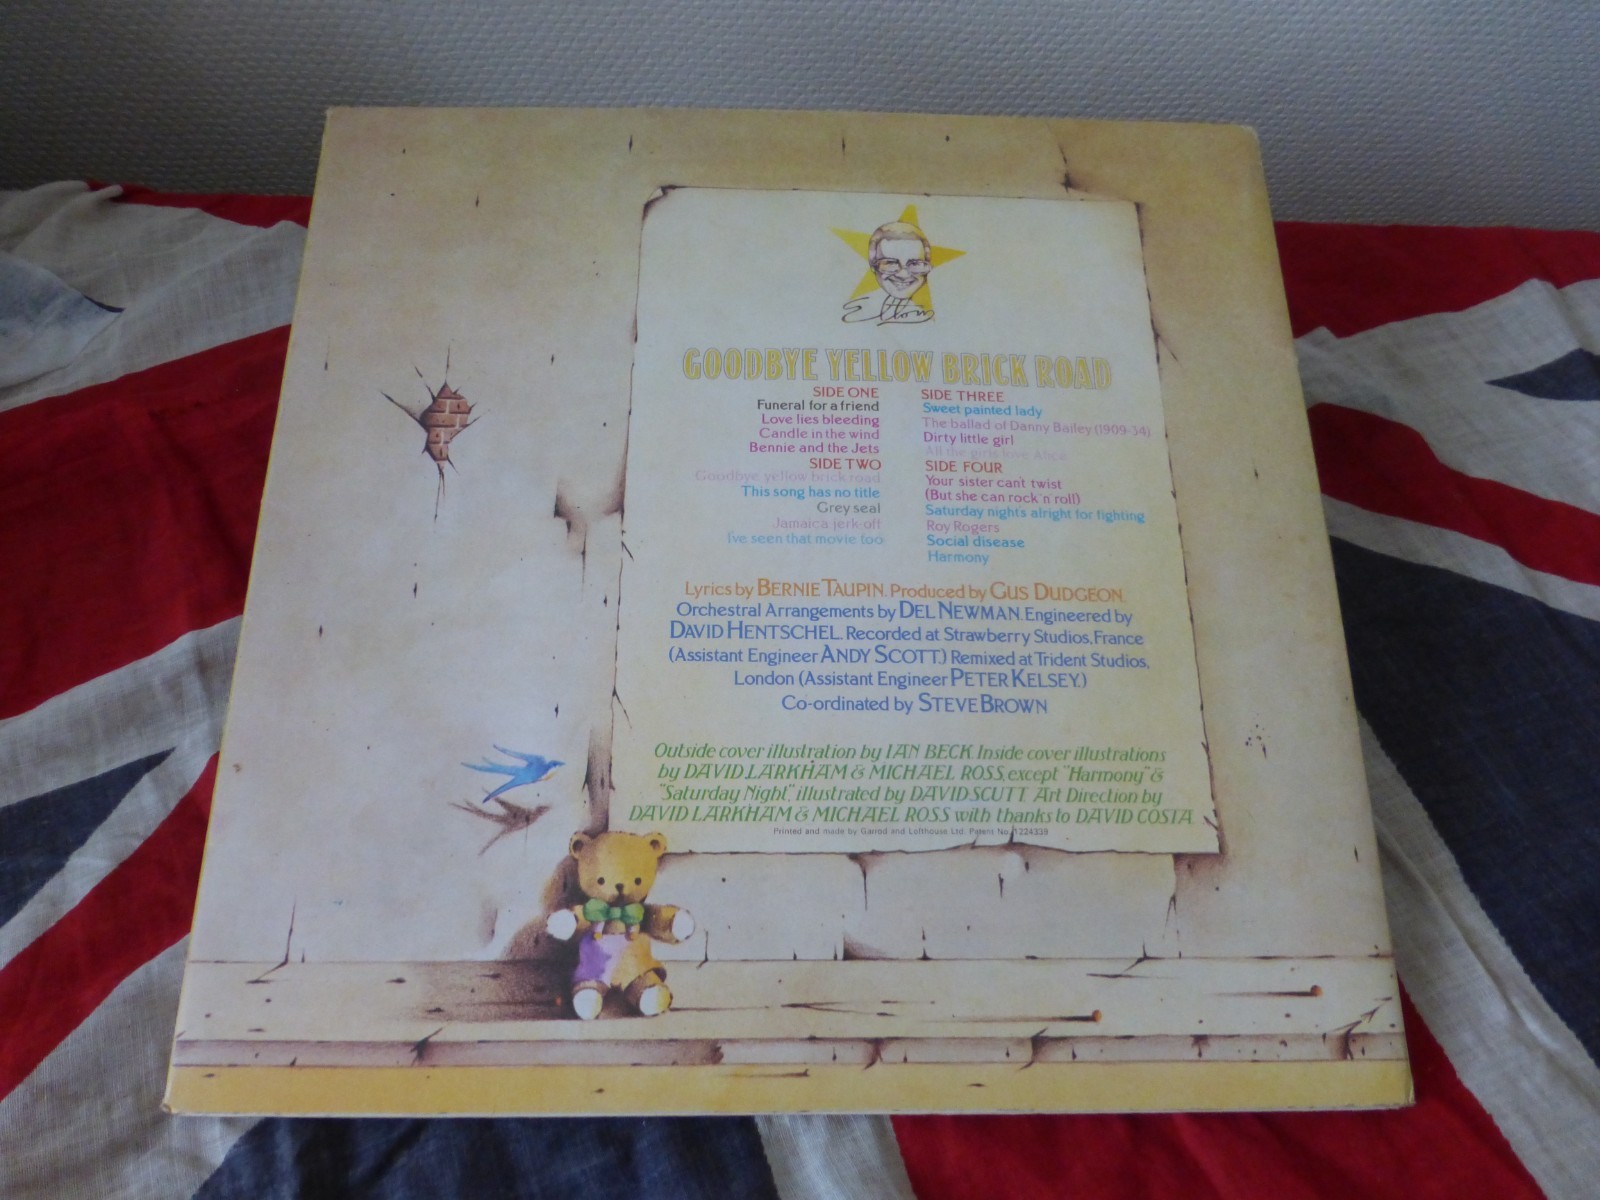 Elton
GOODBYE YELLOW BRICK ROAD
SIDE ONE
Funeral for a friend
Love lies bleeding
Candle in the wind
Bennie and the Jets
SIDE TWO
Goodbye yellow brick road
This song has no title
Grey seal
Jamaica jerk-off
I've seen that movie too
SIDE THREE
Sweet painted lady
The ballad of Danny Bailey (1909-34)
Dirty little girl
All the girls love Alice
SIDE FOUR
Your sister can't twist
(But she can rock 'n' roll)
Saturday night's alright for fighting
Roy Rogers
Social disease
Harmony
Lyrics by BERNIE TAUPIN. Produced by GUS DUDGEON.
Orchestral Arrangements by DEL NEWMAN. Engineered by
DAVID HENTSCHEL. Recorded at Strawberry Studios, France
(Assistant Engineer ANDY SCOTT.) Remixed at Trident Studios,
London (Assistant Engineer PETER KELSEY.)
Co-ordinated by STEVE BROWN
Outside cover illustration by IAN BECK. Inside cover illustrations
by DAVID LARKHAM & MICHAEL ROSS, except "Harmony" &
"Saturday Night", illustrated by DAVID SCUTT. Art Direction by
DAVID LARKHAM & MICHAEL ROSS with thanks to DAVID COSTA
Printed and made by Garrod and Lofthouse Ltd. Patent No. 1224339